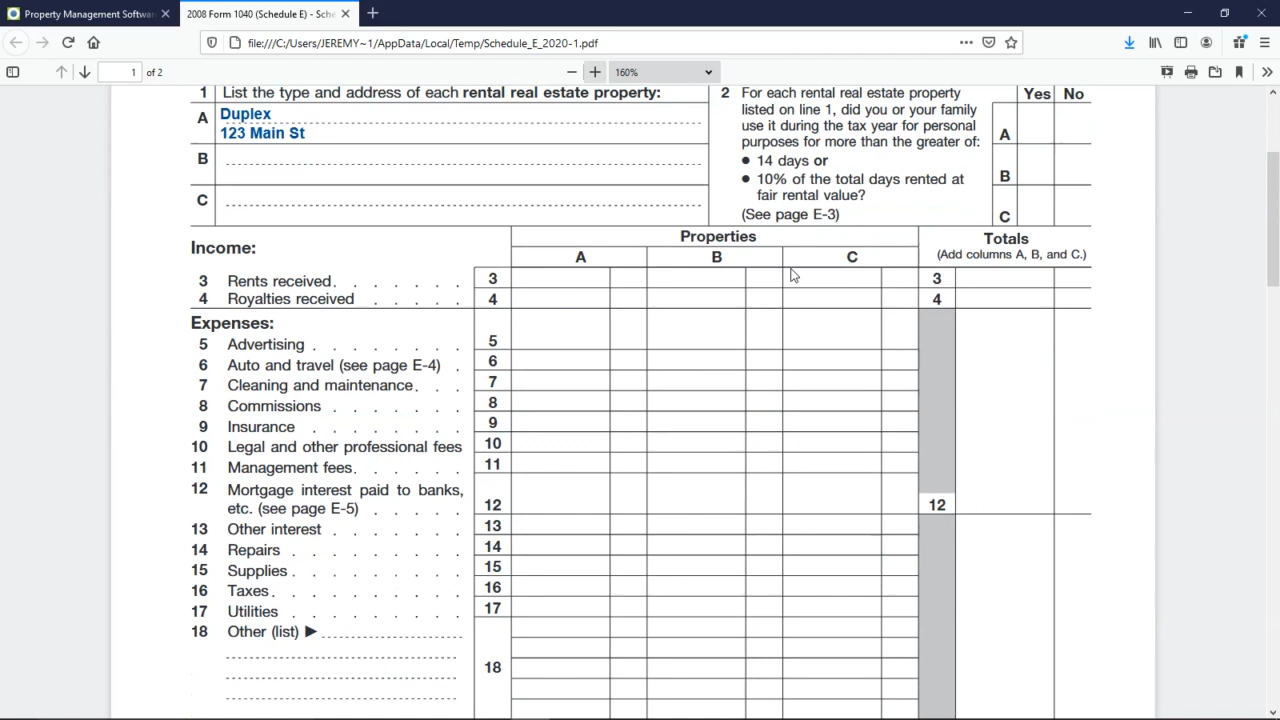 Property Management Softwar
2008 Form 1040 (Schedule E) - Sche
file:///C:/Users/JEREMY~1/AppData/Local/Temp/Schedule_E_2020-1.pdf
1 of 2
160%
1 List the type and address of each rental real estate property:
A Duplex
123 Main St
B
C
2 For each rental real estate property
listed on line 1, did you or your family
use it during the tax year for personal
purposes for more than the greater of:
● 14 days or
● 10% of the total days rented at
fair rental value?
(See page E-3)
Yes No
A
B
C
Income:
Properties
A B C
Totals
(Add columns A, B, and C.)
3 Rents received . . . . . . . 3 3
4 Royalties received . . . . . 4 4
Expenses:
5 Advertising . . . . . . . . 5
6 Auto and travel (see page E-4) . 6
7 Cleaning and maintenance . . . 7
8 Commissions . . . . . . . 8
9 Insurance . . . . . . . . 9
10 Legal and other professional fees 10
11 Management fees . . . . . . 11
12 Mortgage interest paid to banks,
etc. (see page E-5) . . . . . 12 12
13 Other interest . . . . . . . 13
14 Repairs . . . . . . . . . 14
15 Supplies . . . . . . . . . 15
16 Taxes . . . . . . . . . . 16
17 Utilities . . . . . . . . . 17
18 Other (list) ▶
18